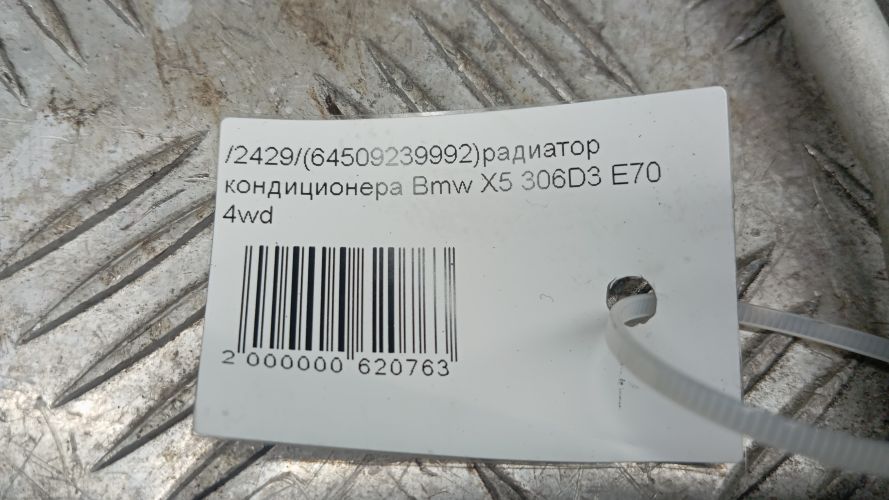 /2429/(64509239992)радиатор
кондиционера Bmw X5 306D3 E70
4wd
2 000000 620763